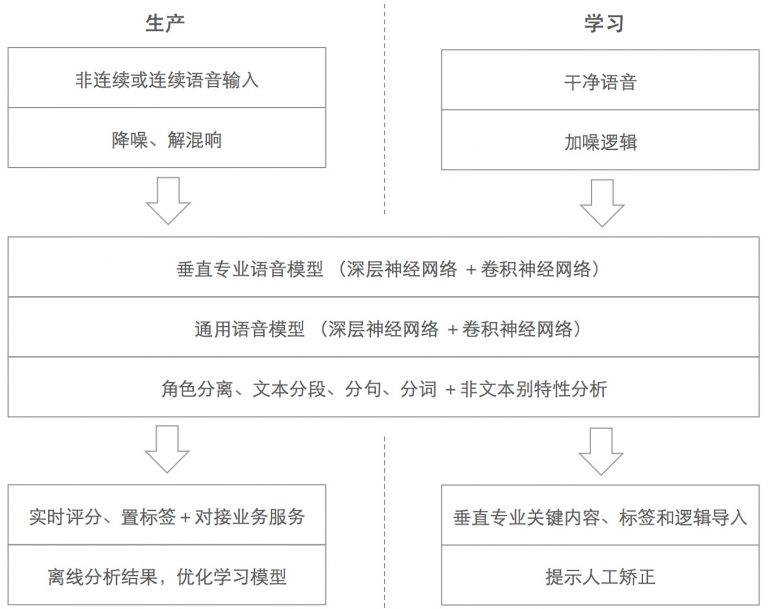 生产
学习
非连续或连续语音输入
干净语音
降噪、解混响
加噪逻辑
垂直专业语音模型 （深层神经网络 + 卷积神经网络）
通用语音模型 （深层神经网络 + 卷积神经网络）
角色分离、文本分段、分句、分词 + 非文本别特性分析
实时评分、置标签 + 对接业务服务
垂直专业关键内容、标签和逻辑导入
离线分析结果，优化学习模型
提示人工矫正